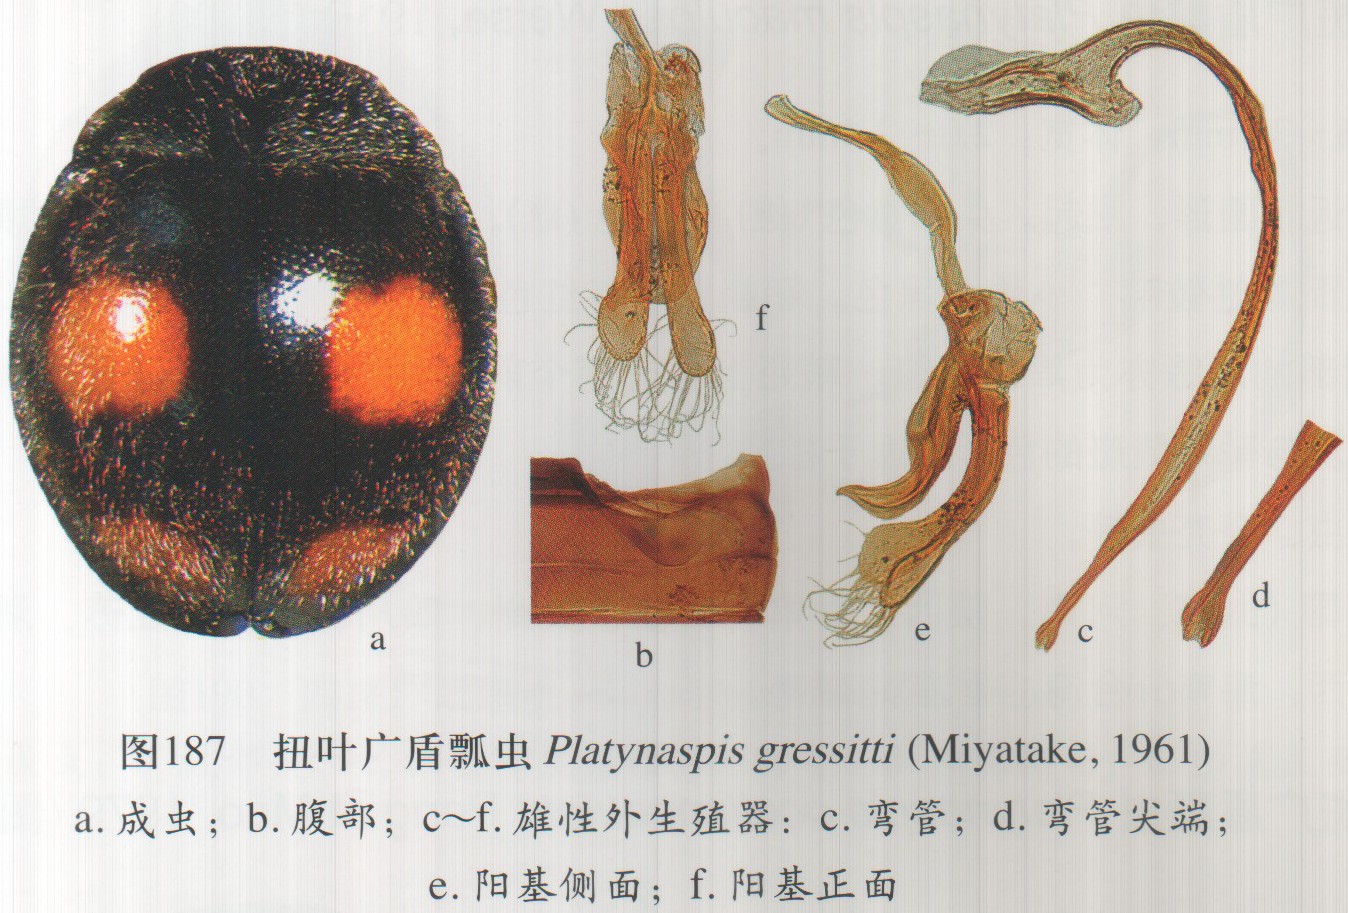 f
a
b
e
c
d
图187 扭叶广盾瓢虫 Platynaspis gressitti (Miyatake, 1961)
a. 成虫；b. 腹部；c~f. 雄性外生殖器：c. 弯管；d. 弯管尖端；
e. 阳基侧面；f. 阳基正面